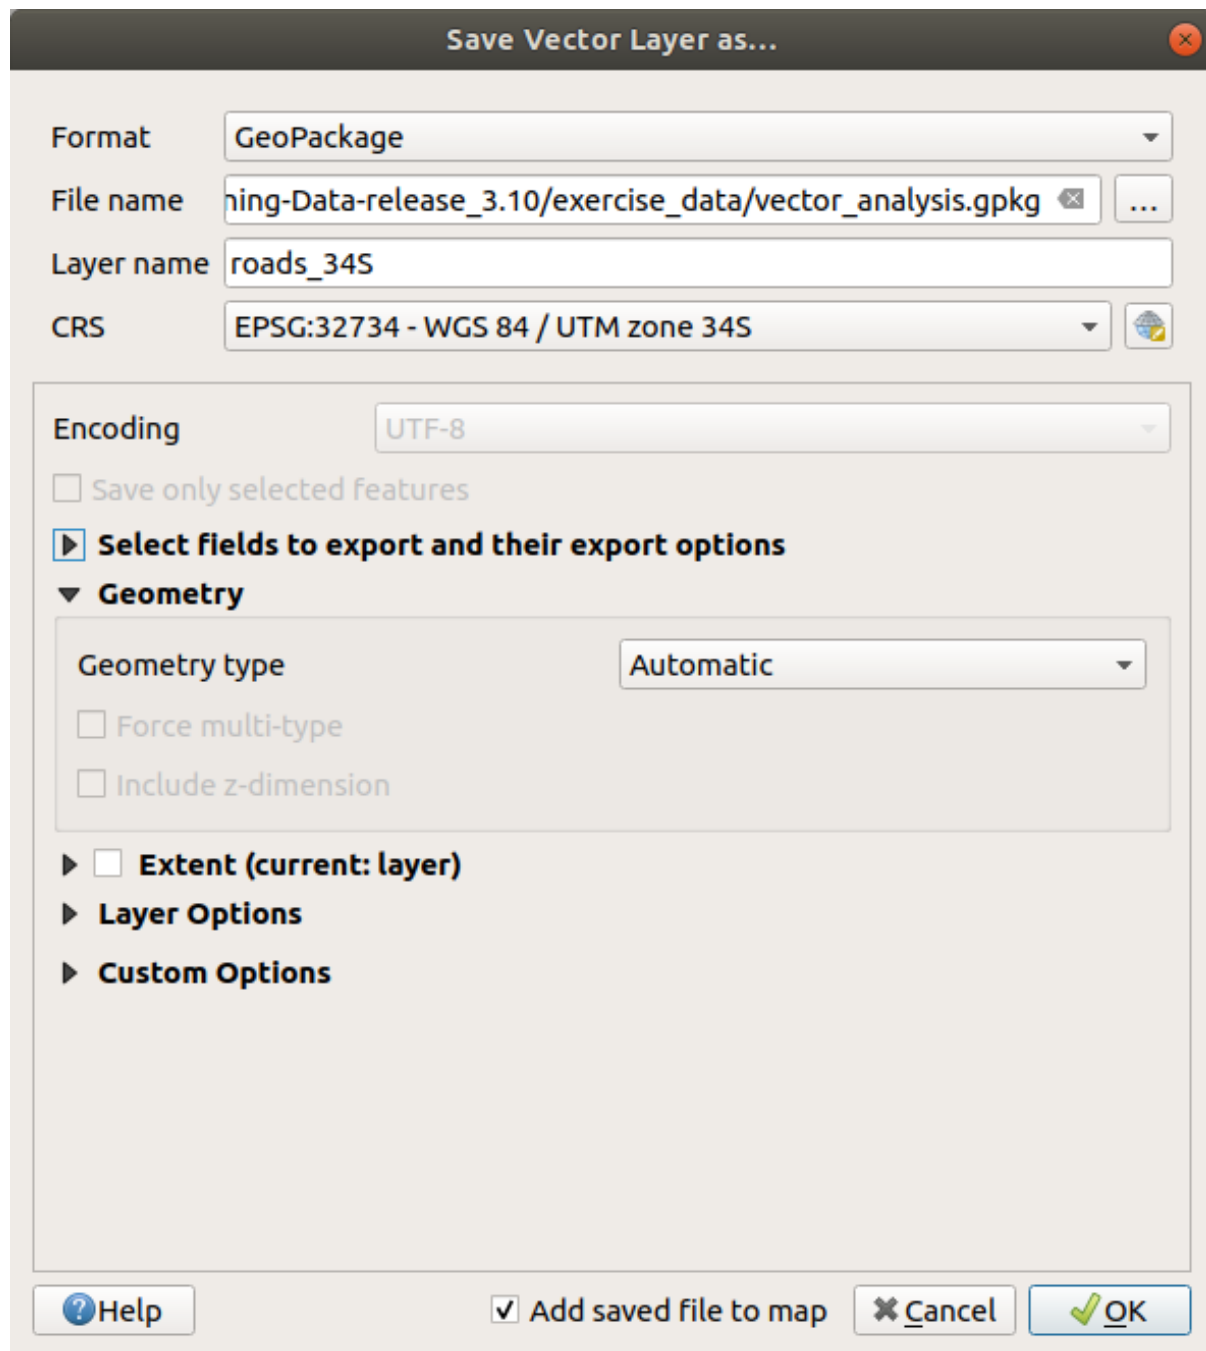 Save Vector Layer as...
Format GeoPackage
File name ning-Data-release_3.10/exercise_data/vector_analysis.gpkg ...
Layer name roads_34S
CRS EPSG:32734 - WGS 84 / UTM zone 34S
Encoding UTF-8
Save only selected features
Select fields to export and their export options
Geometry
Geometry type Automatic
Force multi-type
Include z-dimension
Extent (current: layer)
Layer Options
Custom Options
Help Add saved file to map Cancel OK